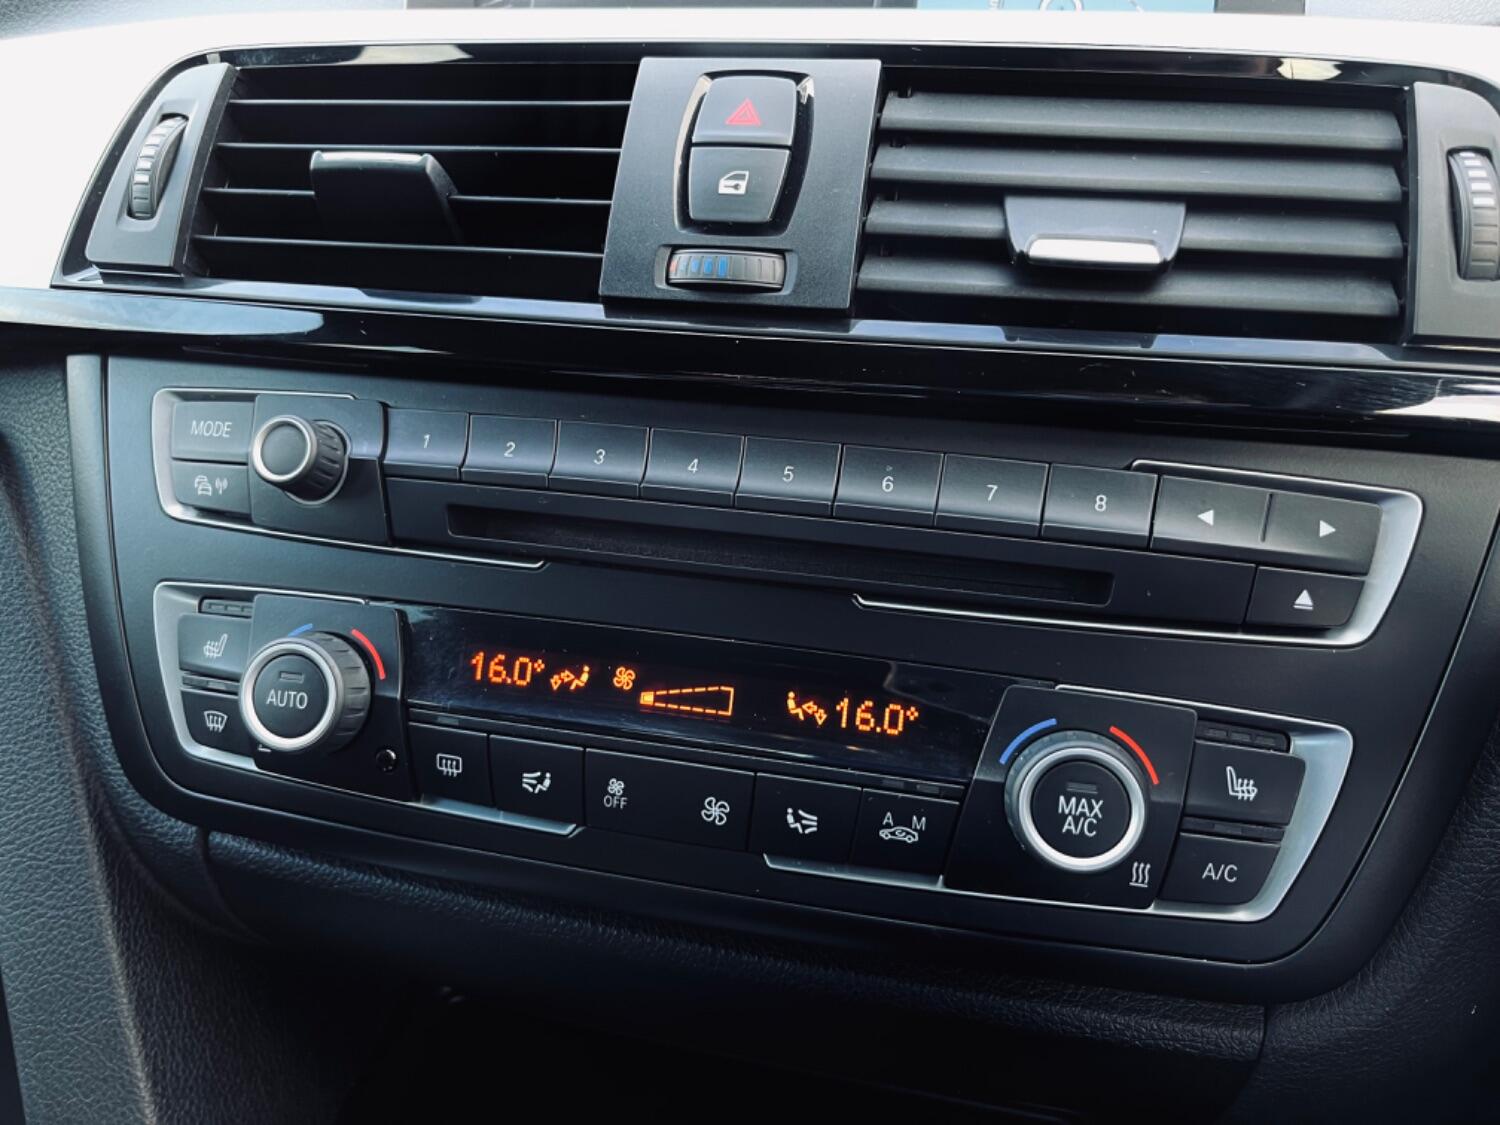 MODE
1 2 3 4 5 6 7 8
16.0°
16.0°
AUTO
OFF
A M
MAX
A/C
A/C